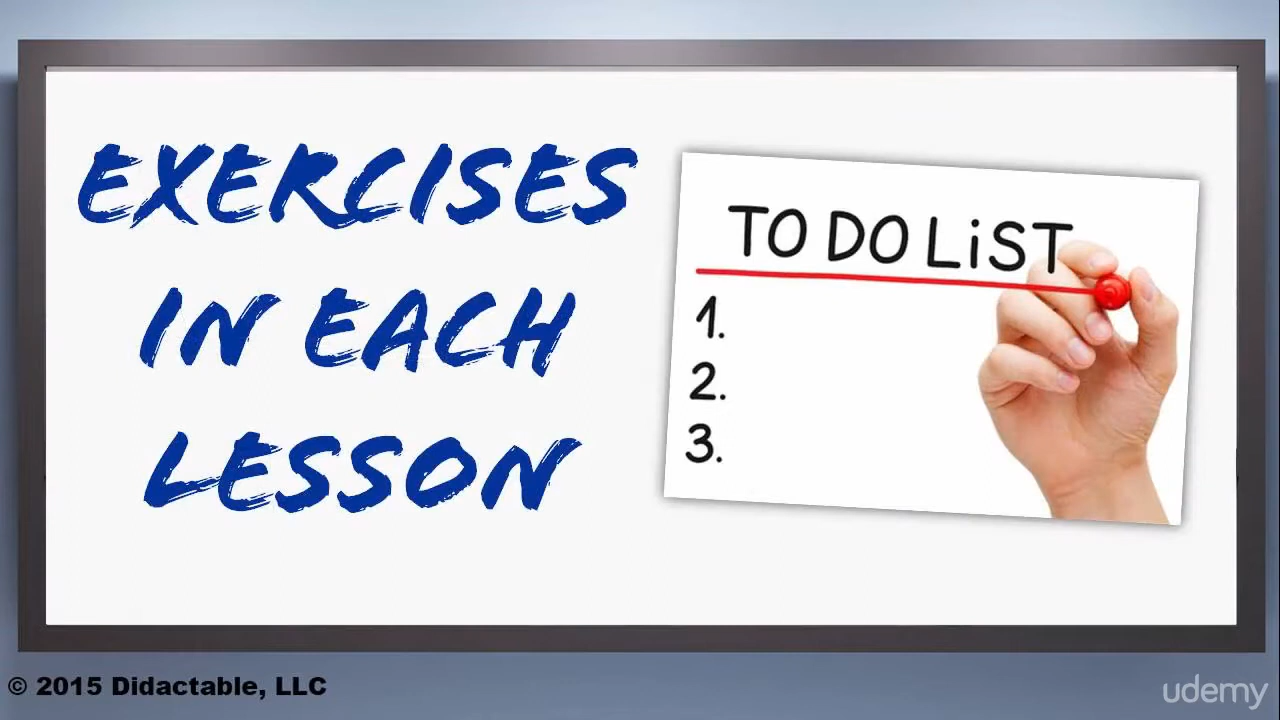 EXERCISES
IN EACH
LESSON
TO DO LiST
1.
2.
3.
© 2015 Didactable, LLC
udemy